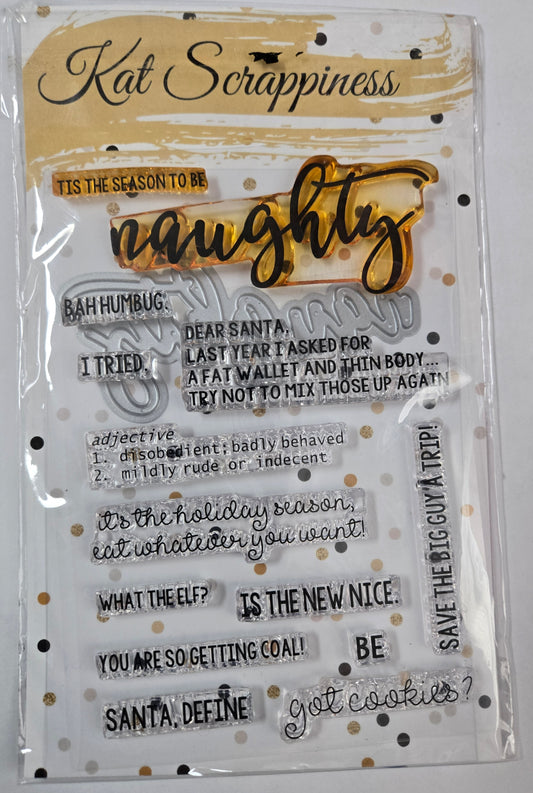 Kat Scrappiness
TIS THE SEASON TO BE
naughty
BAH HUMBUG.
I TRIED.
DEAR SANTA,
LAST YEAR I ASKED FOR
A FAT WALLET AND THIN BODY...
TRY NOT TO MIX THOSE UP AGAIN
adjective
1. disobedient; badly behaved
2. mildly rude or indecent
it's the holiday season,
eat whatever you want!
SAVE THE BIG GUY A TRIP!
WHAT THE ELF?
IS THE NEW NICE.
YOU ARE SO GETTING COAL!
BE
SANTA, DEFINE
got cookies?